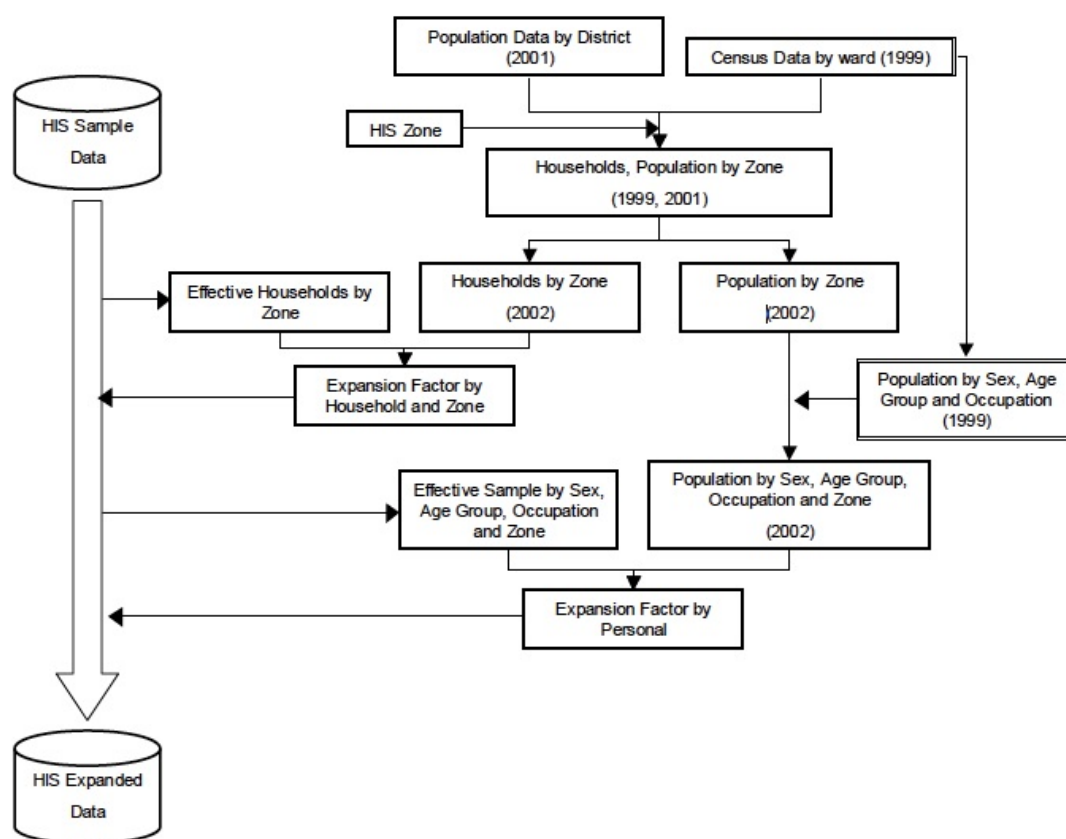 Population Data by District
(2001)
Census Data by ward (1999)
HIS Sample
Data
HIS Zone
Households, Population by Zone
(1999, 2001)
Effective Households by
Zone
Households by Zone
(2002)
Population by Zone
(2002)
Expansion Factor by
Household and Zone
Population by Sex, Age
Group and Occupation
(1999)
Effective Sample by Sex,
Age Group, Occupation
and Zone
Population by Sex, Age Group,
Occupation and Zone
(2002)
Expansion Factor by
Personal
HIS Expanded
Data